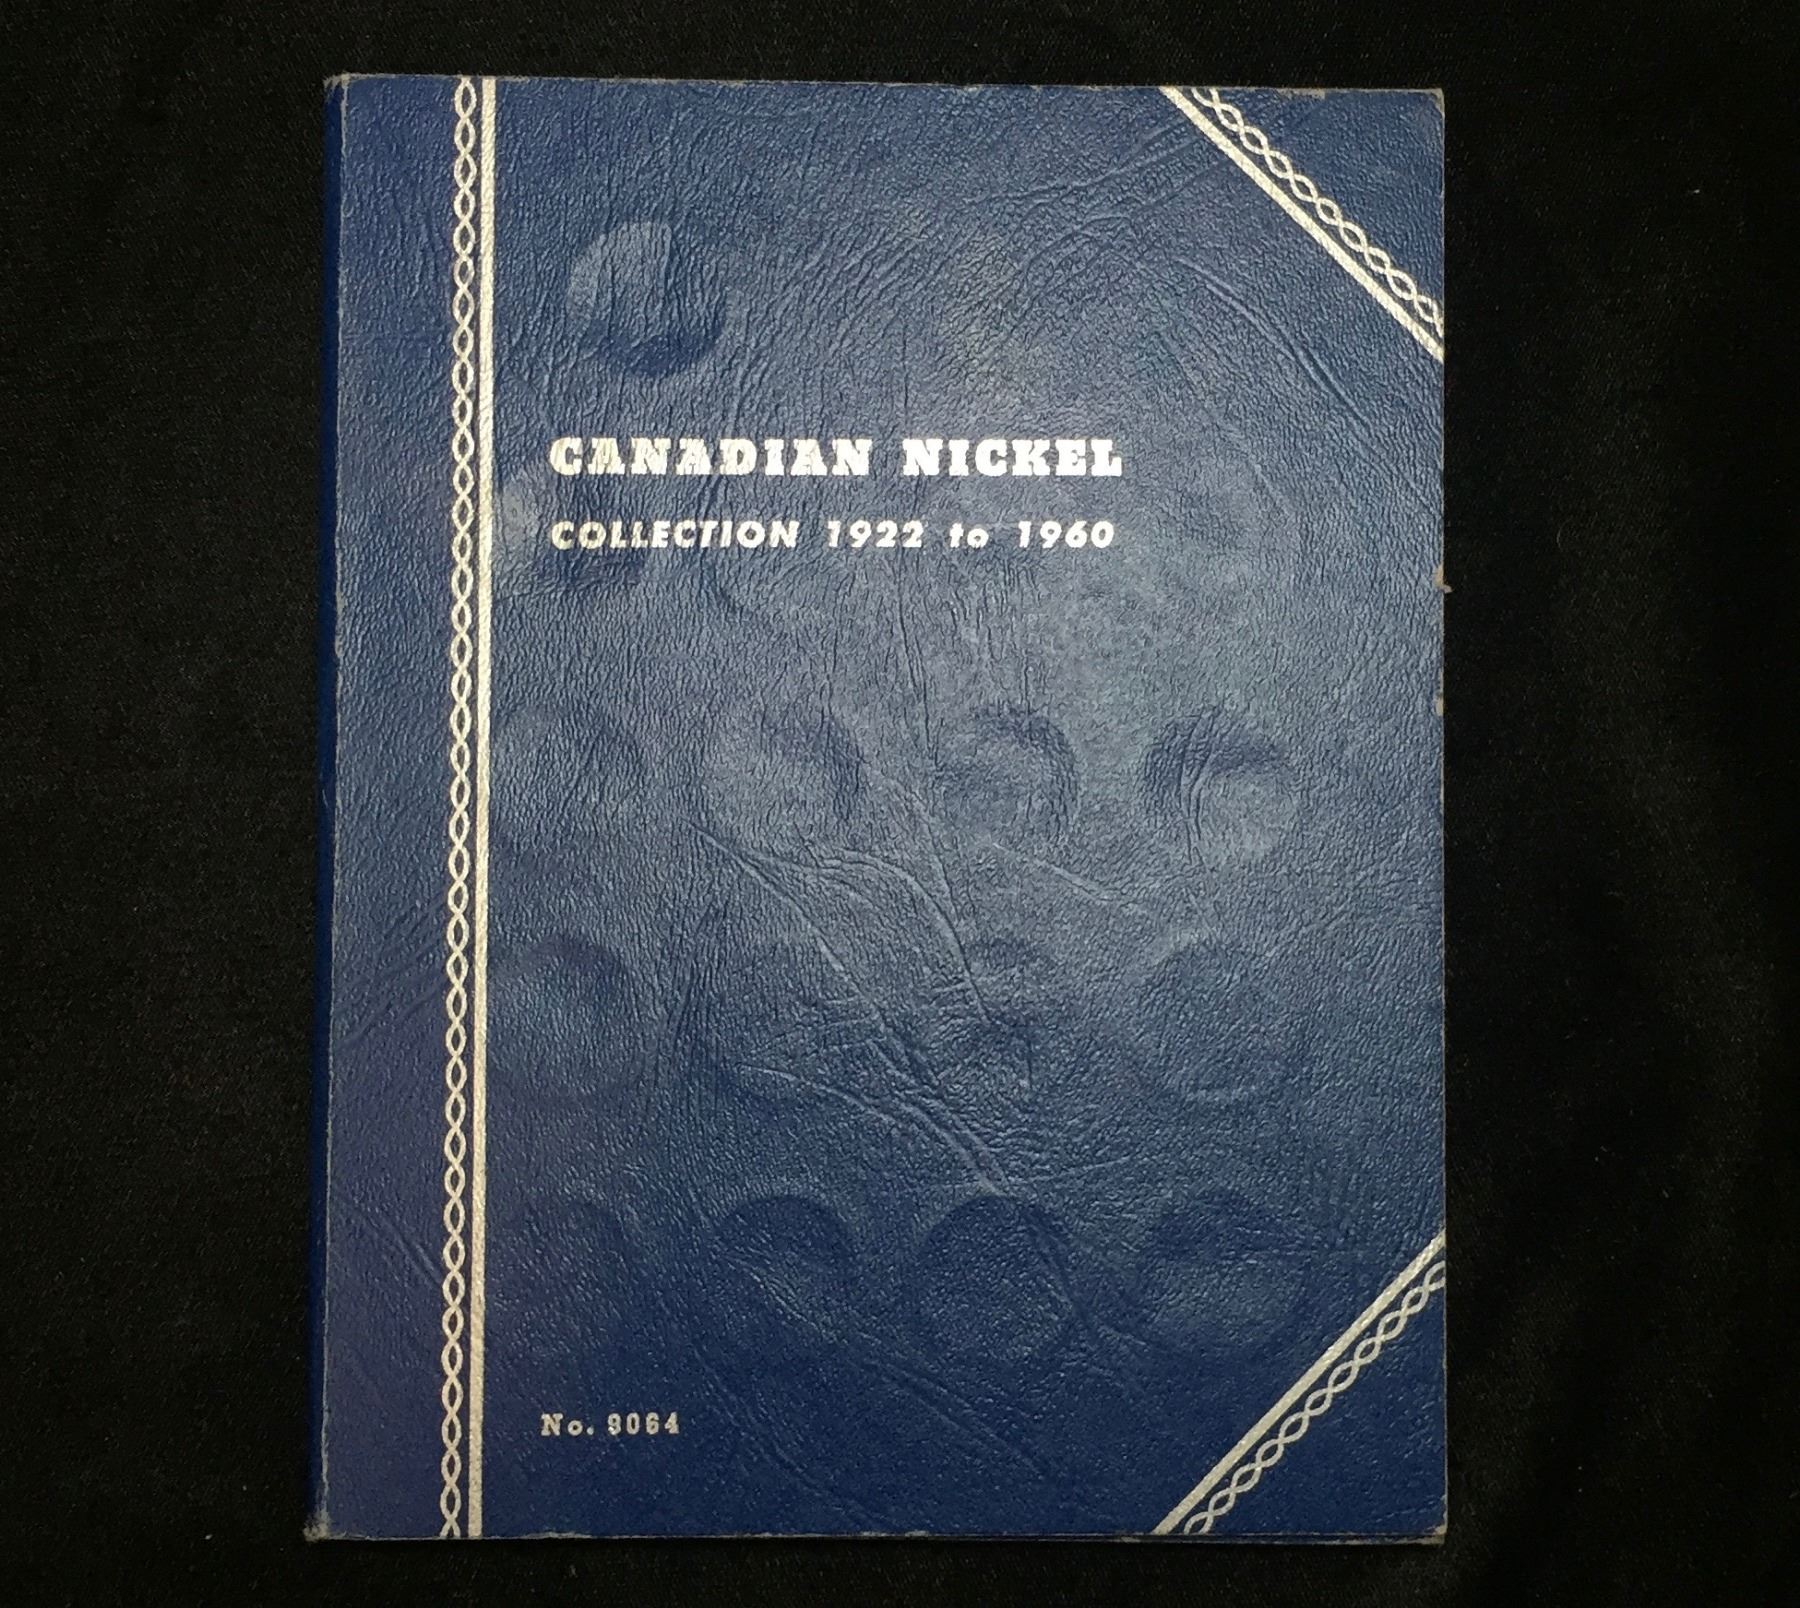 CANADIAN NICKEL
COLLECTION 1922 to 1960
No. 9064